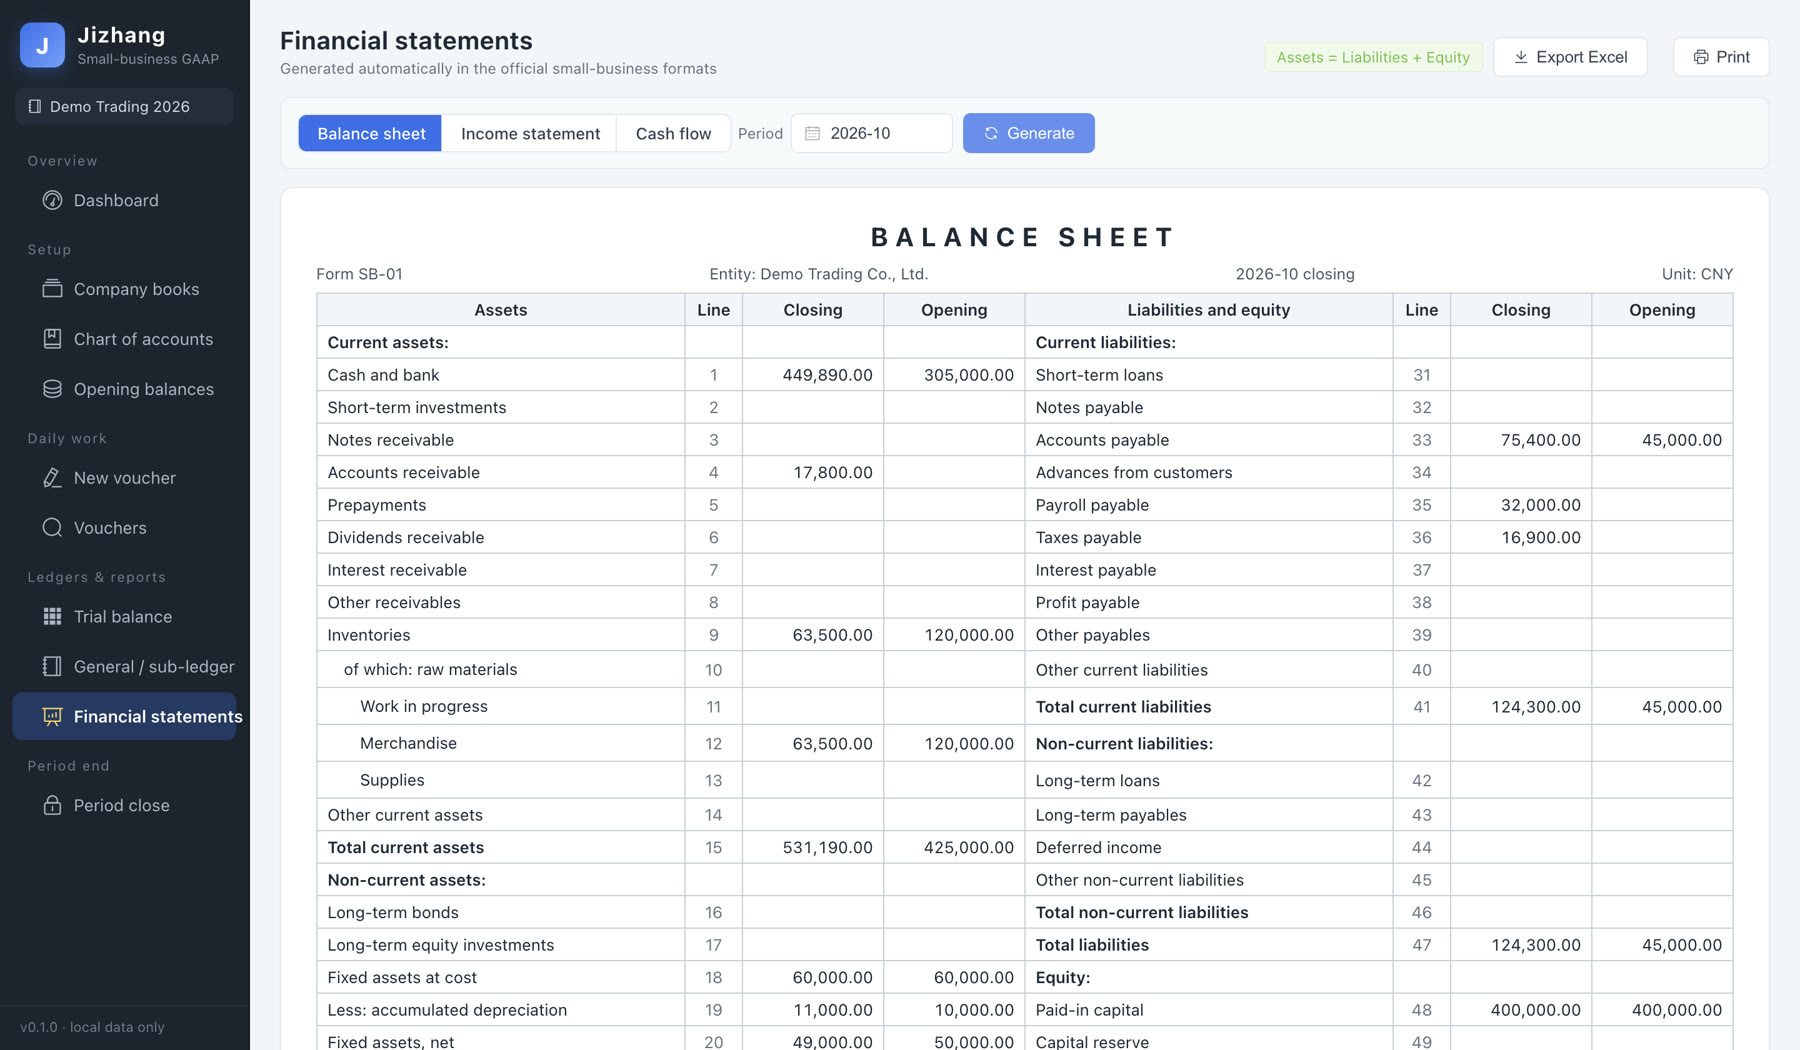 J
Jizhang
Small-business GAAP
Demo Trading 2026
Overview
Dashboard
Setup
Company books
Chart of accounts
Opening balances
Daily work
New voucher
Vouchers
Ledgers & reports
Trial balance
General / sub-ledger
Financial statements
Period end
Period close
v0.1.0 · local data only
Financial statements
Generated automatically in the official small-business formats
Assets = Liabilities + Equity
Export Excel
Print
Balance sheet Income statement Cash flow Period 2026-10 Generate
BALANCE SHEET
Form SB-01 Entity: Demo Trading Co., Ltd. 2026-10 closing Unit: CNY
Assets Line Closing Opening Liabilities and equity Line Closing Opening
Current assets: Current liabilities:
Cash and bank 1 449,890.00 305,000.00 Short-term loans 31
Short-term investments 2 Notes payable 32
Notes receivable 3 Accounts payable 33 75,400.00 45,000.00
Accounts receivable 4 17,800.00 Advances from customers 34
Prepayments 5 Payroll payable 35 32,000.00
Dividends receivable 6 Taxes payable 36 16,900.00
Interest receivable 7 Interest payable 37
Other receivables 8 Profit payable 38
Inventories 9 63,500.00 120,000.00 Other payables 39
of which: raw materials 10 Other current liabilities 40
Work in progress 11 Total current liabilities 41 124,300.00 45,000.00
Merchandise 12 63,500.00 120,000.00 Non-current liabilities:
Supplies 13 Long-term loans 42
Other current assets 14 Long-term payables 43
Total current assets 15 531,190.00 425,000.00 Deferred income 44
Non-current assets: Other non-current liabilities 45
Long-term bonds 16 Total non-current liabilities 46
Long-term equity investments 17 Total liabilities 47 124,300.00 45,000.00
Fixed assets at cost 18 60,000.00 60,000.00 Equity:
Less: accumulated depreciation 19 11,000.00 10,000.00 Paid-in capital 48 400,000.00 400,000.00
Fixed assets, net 20 49,000.00 50,000.00 Capital reserve 49